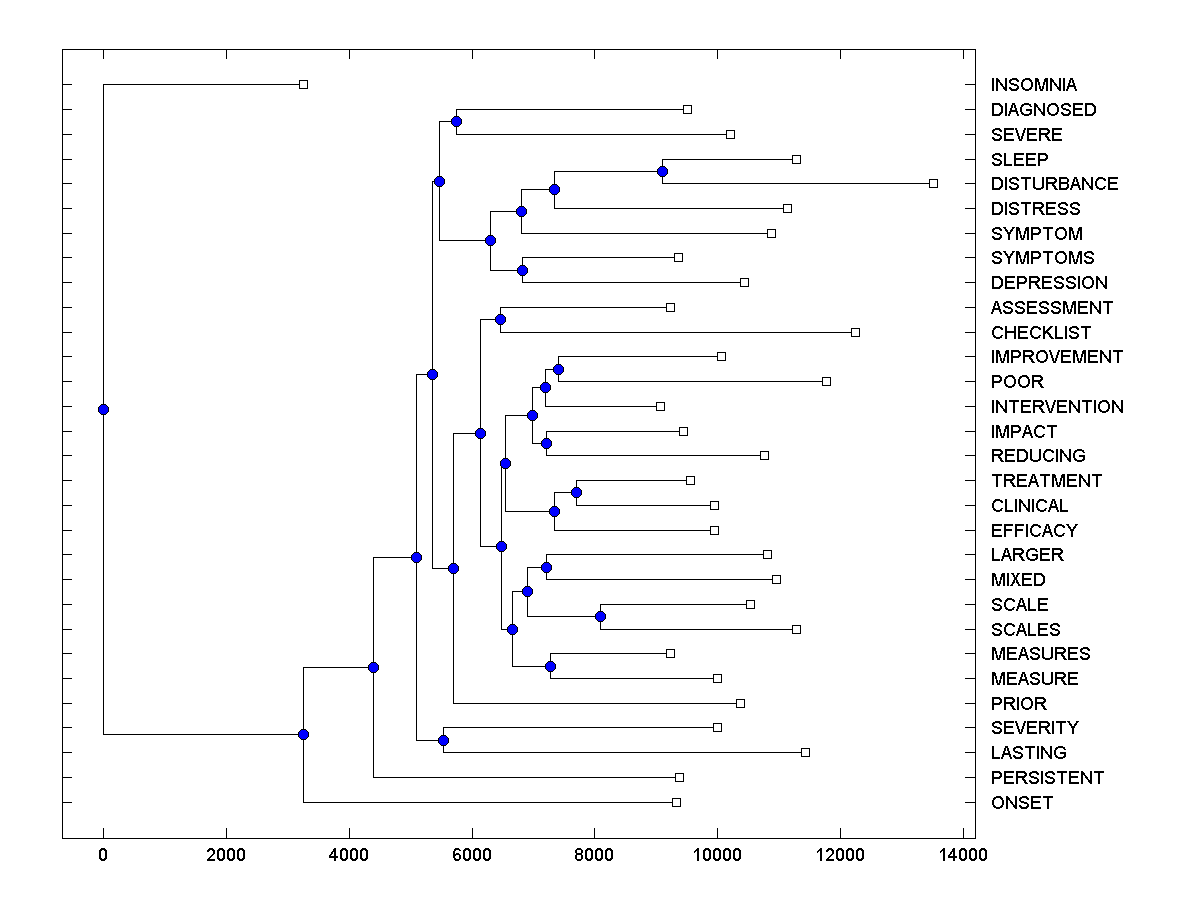 INSOMNIA
DIAGNOSED
SEVERE
SLEEP
DISTURBANCE
DISTRESS
SYMPTOM
SYMPTOMS
DEPRESSION
ASSESSMENT
CHECKLIST
IMPROVEMENT
POOR
INTERVENTION
IMPACT
REDUCING
TREATMENT
CLINICAL
EFFICACY
LARGER
MIXED
SCALE
SCALES
MEASURES
MEASURE
PRIOR
SEVERITY
LASTING
PERSISTENT
ONSET
0 2000 4000 6000 8000 10000 12000 14000